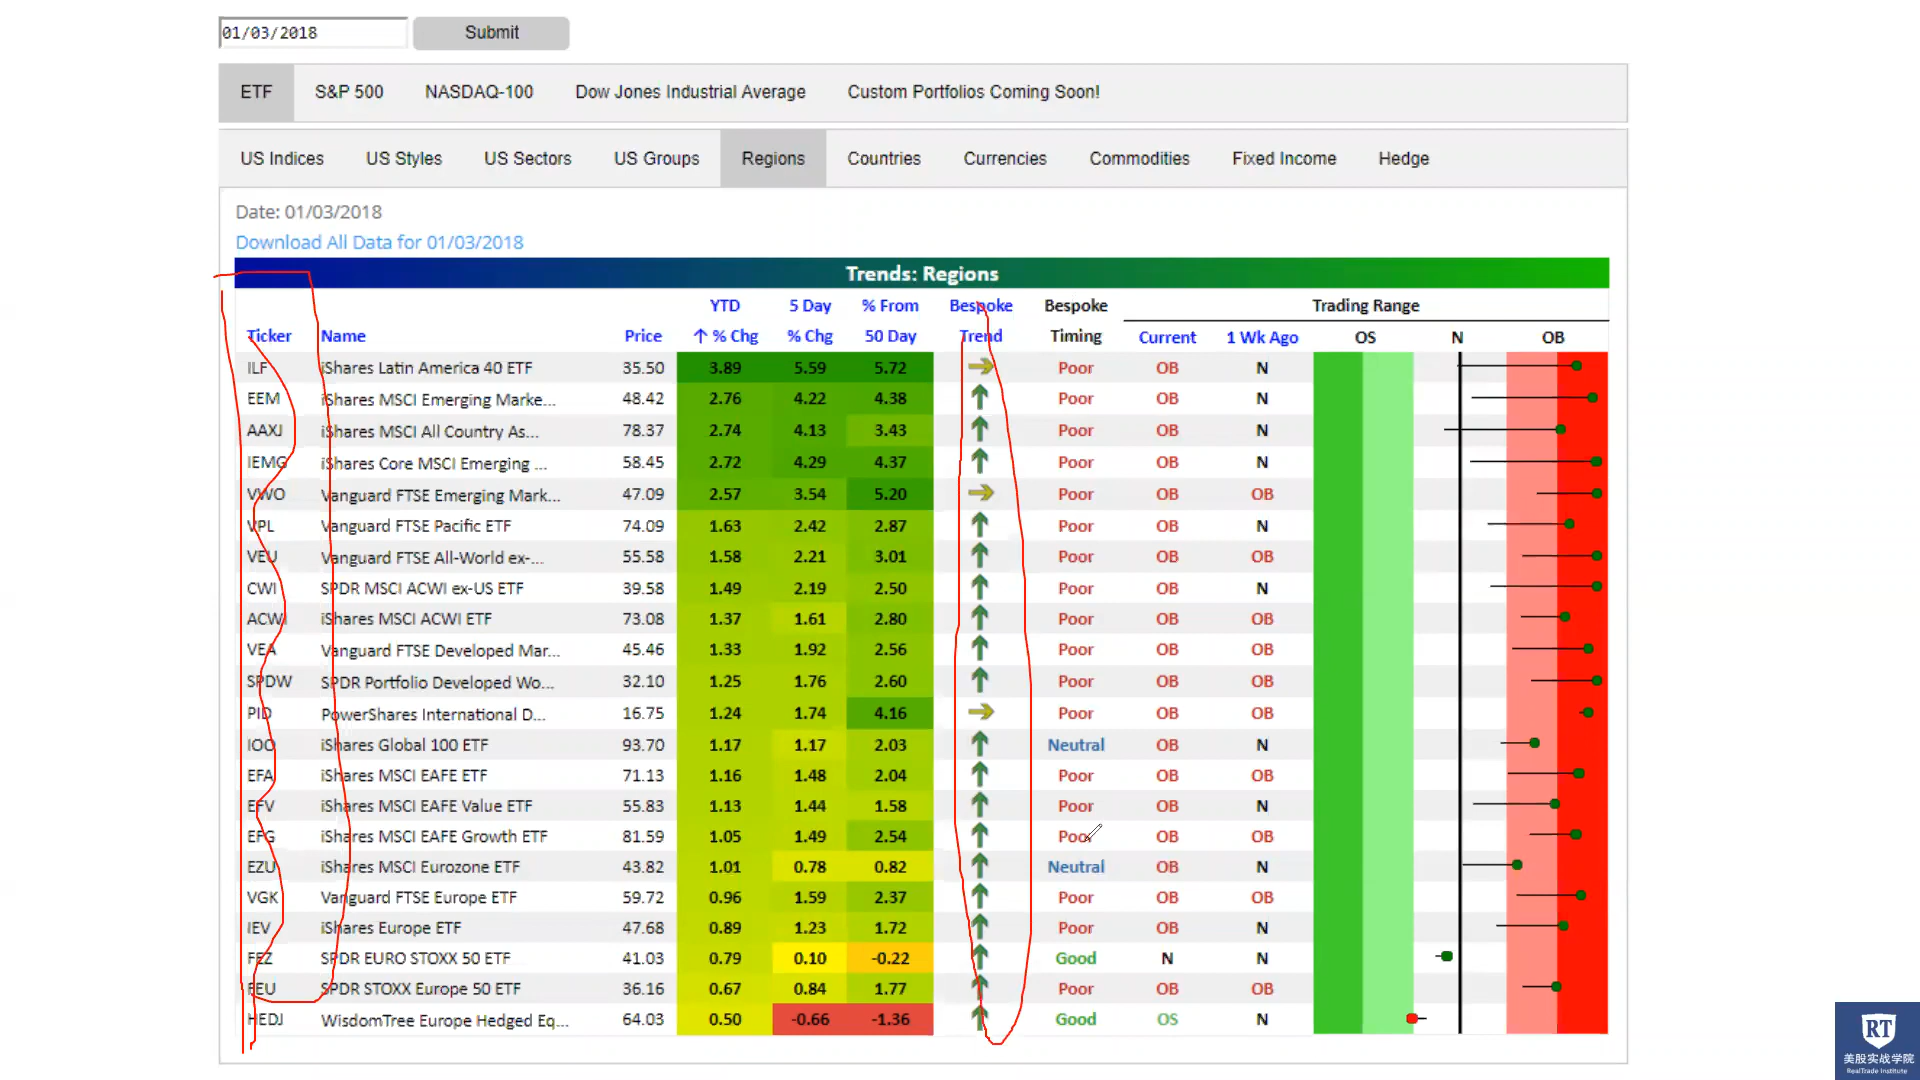 01/03/2018 Submit
ETF S&P 500 NASDAQ-100 Dow Jones Industrial Average Custom Portfolios Coming Soon!
US Indices US Styles US Sectors US Groups Regions Countries Currencies Commodities Fixed Income Hedge
Date: 01/03/2018
Download All Data for 01/03/2018
Trends: Regions
YTD 5 Day % From Bespoke Bespoke Trading Range
Ticker Name Price ↑ % Chg % Chg 50 Day Trend Timing Current 1 Wk Ago OS N OB
ILF iShares Latin America 40 ETF 35.50 3.89 5.59 5.72 Poor OB N
EEM iShares MSCI Emerging Marke... 48.42 2.76 4.22 4.38 Poor OB N
AAXJ iShares MSCI All Country As... 78.37 2.74 4.13 3.43 Poor OB N
IEMG iShares Core MSCI Emerging ... 58.45 2.72 4.29 4.37 Poor OB N
VWO Vanguard FTSE Emerging Mark... 47.09 2.57 3.54 5.20 Poor OB OB
VPL Vanguard FTSE Pacific ETF 74.09 1.63 2.42 2.87 Poor OB N
VEU Vanguard FTSE All-World ex-... 55.58 1.58 2.21 3.01 Poor OB OB
CWI SPDR MSCI ACWI ex-US ETF 39.58 1.49 2.19 2.50 Poor OB N
ACWI iShares MSCI ACWI ETF 73.08 1.37 1.61 2.80 Poor OB OB
VEA Vanguard FTSE Developed Mar... 45.46 1.33 1.92 2.56 Poor OB OB
SPDW SPDR Portfolio Developed Wo... 32.10 1.25 1.76 2.60 Poor OB OB
PID PowerShares International D... 16.75 1.24 1.74 4.16 Poor OB OB
IOO iShares Global 100 ETF 93.70 1.17 1.17 2.03 Neutral OB N
EFA iShares MSCI EAFE ETF 71.13 1.16 1.48 2.04 Poor OB OB
EFV iShares MSCI EAFE Value ETF 55.83 1.13 1.44 1.58 Poor OB N
EFG iShares MSCI EAFE Growth ETF 81.59 1.05 1.49 2.54 Poor OB OB
EZU iShares MSCI Eurozone ETF 43.82 1.01 0.78 0.82 Neutral OB N
VGK Vanguard FTSE Europe ETF 59.72 0.96 1.59 2.37 Poor OB OB
IEV iShares Europe ETF 47.68 0.89 1.23 1.72 Poor OB N
FEZ SPDR EURO STOXX 50 ETF 41.03 0.79 0.10 -0.22 Good N N
FEU SPDR STOXX Europe 50 ETF 36.16 0.67 0.84 1.77 Poor OB OB
HEDJ WisdomTree Europe Hedged Eq... 64.03 0.50 -0.66 -1.36 Good OS N
RT
美股实战学院
RealTrade Institute